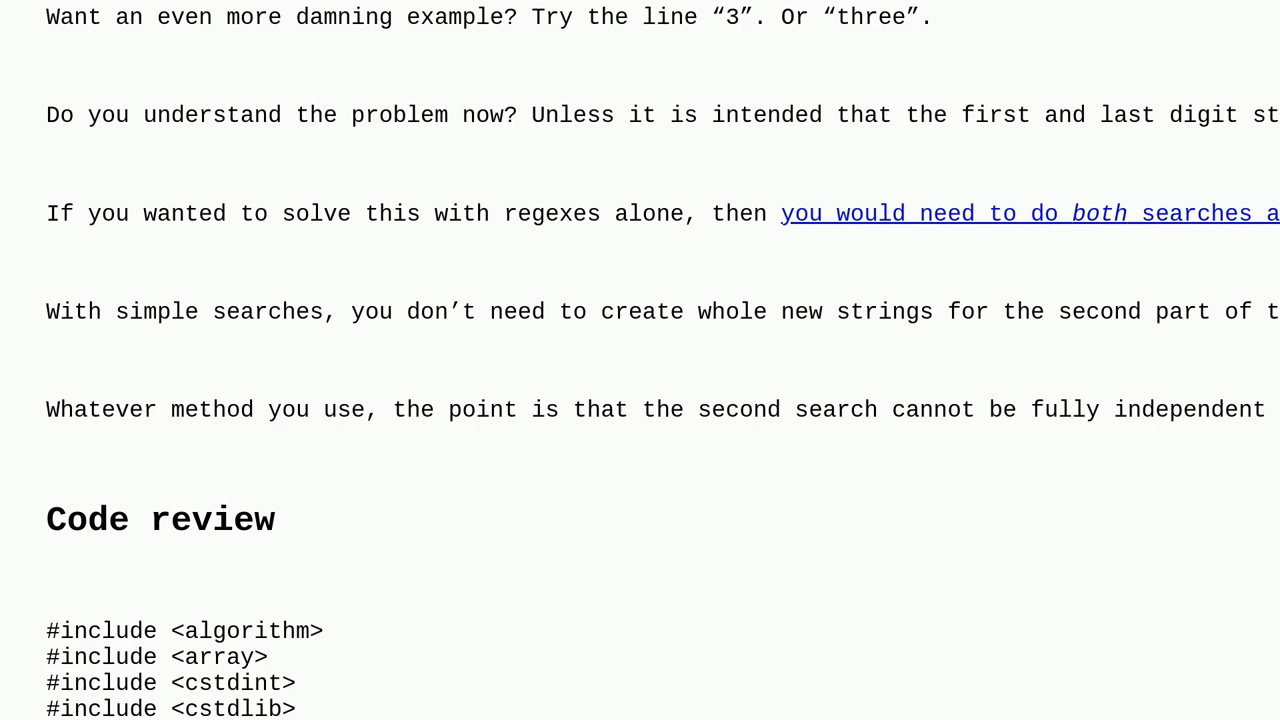 Want an even more damning example? Try the line “3”. Or “three”.
Do you understand the problem now? Unless it is intended that the first and last digit st
If you wanted to solve this with regexes alone, then you would need to do both searches a
With simple searches, you don’t need to create whole new strings for the second part of t
Whatever method you use, the point is that the second search cannot be fully independent
Code review
#include <algorithm>
#include <array>
#include <cstdint>
#include <cstdlib>